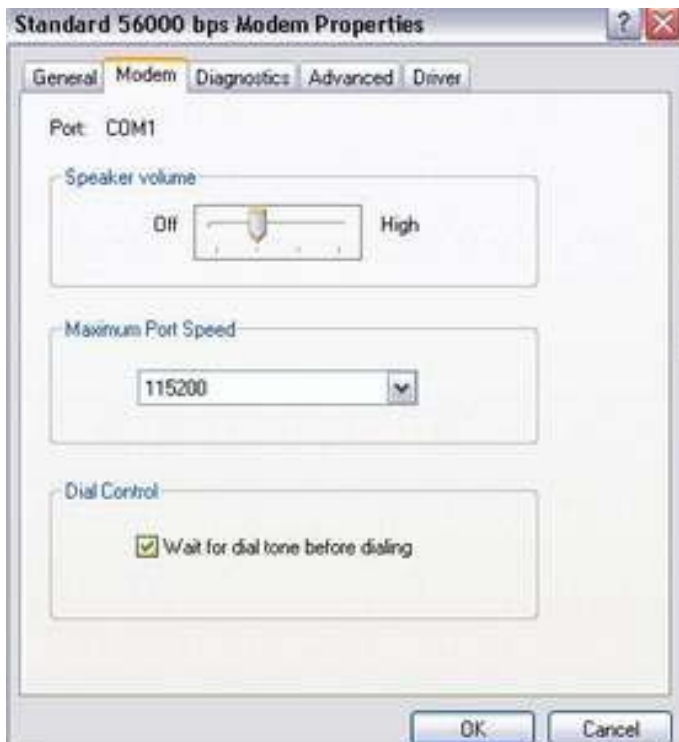 Standard 56000 bps Modem Properties
?
General Modem Diagnostics Advanced Driver
Port: COM1
Speaker volume
Off High
Maximum Port Speed
115200
Dial Control
Wait for dial tone before dialing
OK Cancel